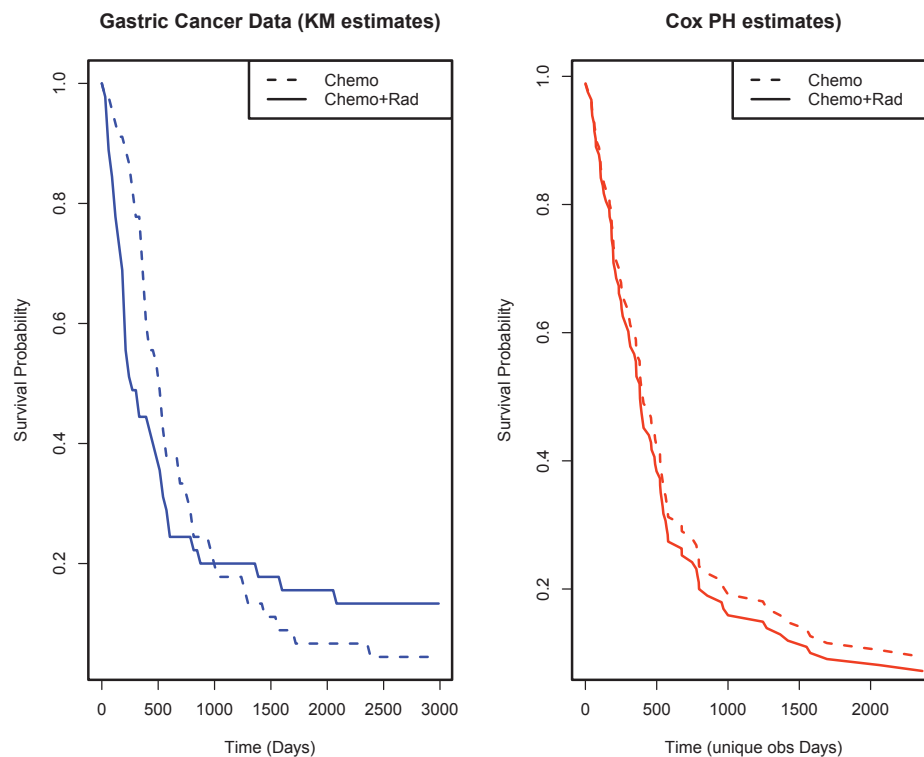 Gastric Cancer Data (KM estimates)
Chemo
Chemo+Rad
Survival Probability
1.0
0.8
0.6
0.4
0.2
0
500
1000
1500
2000
2500
3000
Time (Days)
Cox PH estimates)
Chemo
Chemo+Rad
Survival Probability
1.0
0.8
0.6
0.4
0.2
0
500
1000
1500
2000
Time (unique obs Days)